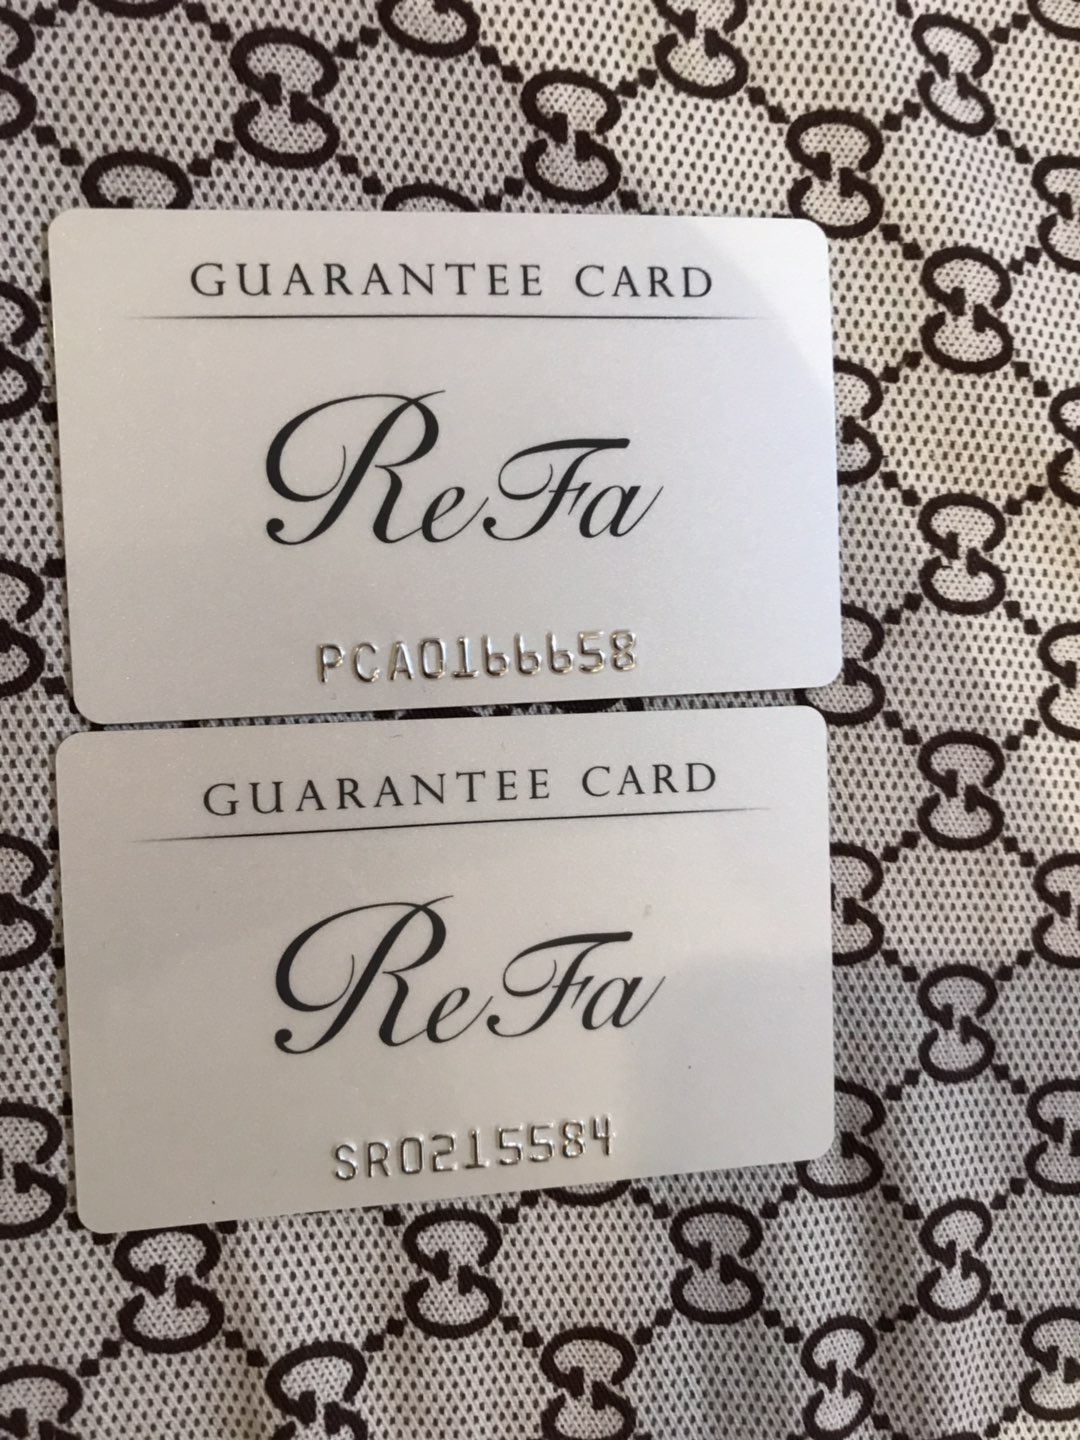 GUARANTEE CARD
ReFa
PCA0166658
GUARANTEE CARD
ReFa
SR0215584